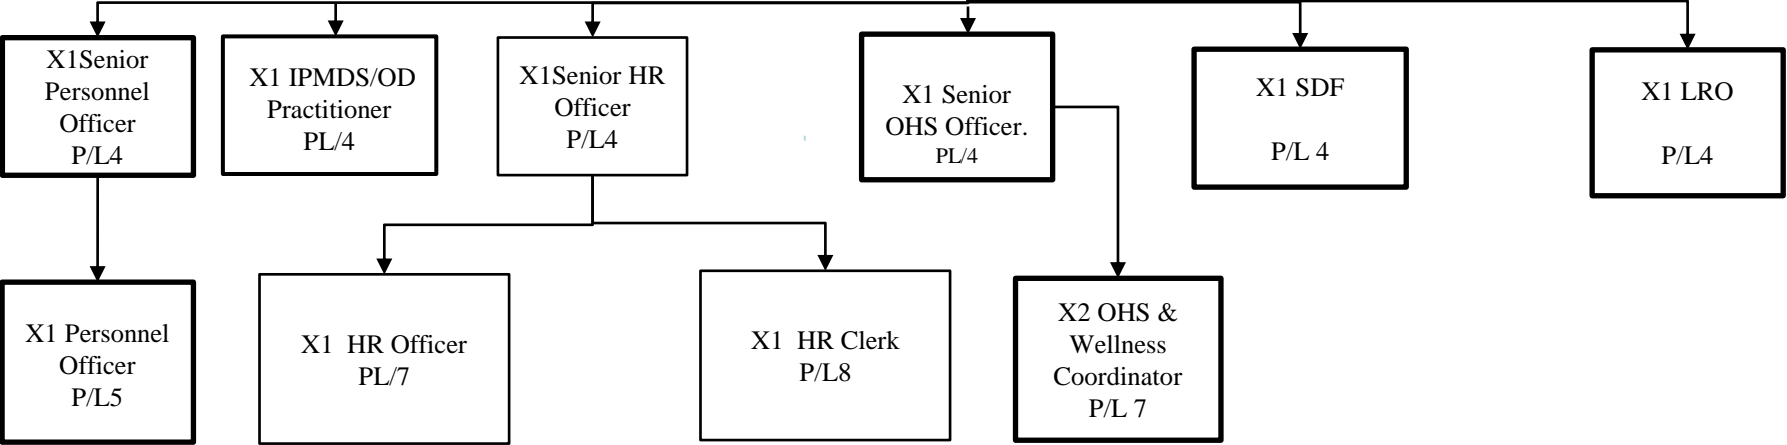 X1Senior
Personnel
Officer
P/L4
X1 IPMDS/OD
Practitioner
PL/4
X1Senior HR
Officer
P/L4
X1 Senior
OHS Officer.
PL/4
X1 SDF
P/L 4
X1 LRO
P/L4
X1 Personnel
Officer
P/L5
X1 HR Officer
PL/7
X1 HR Clerk
P/L8
X2 OHS &
Wellness
Coordinator
P/L 7